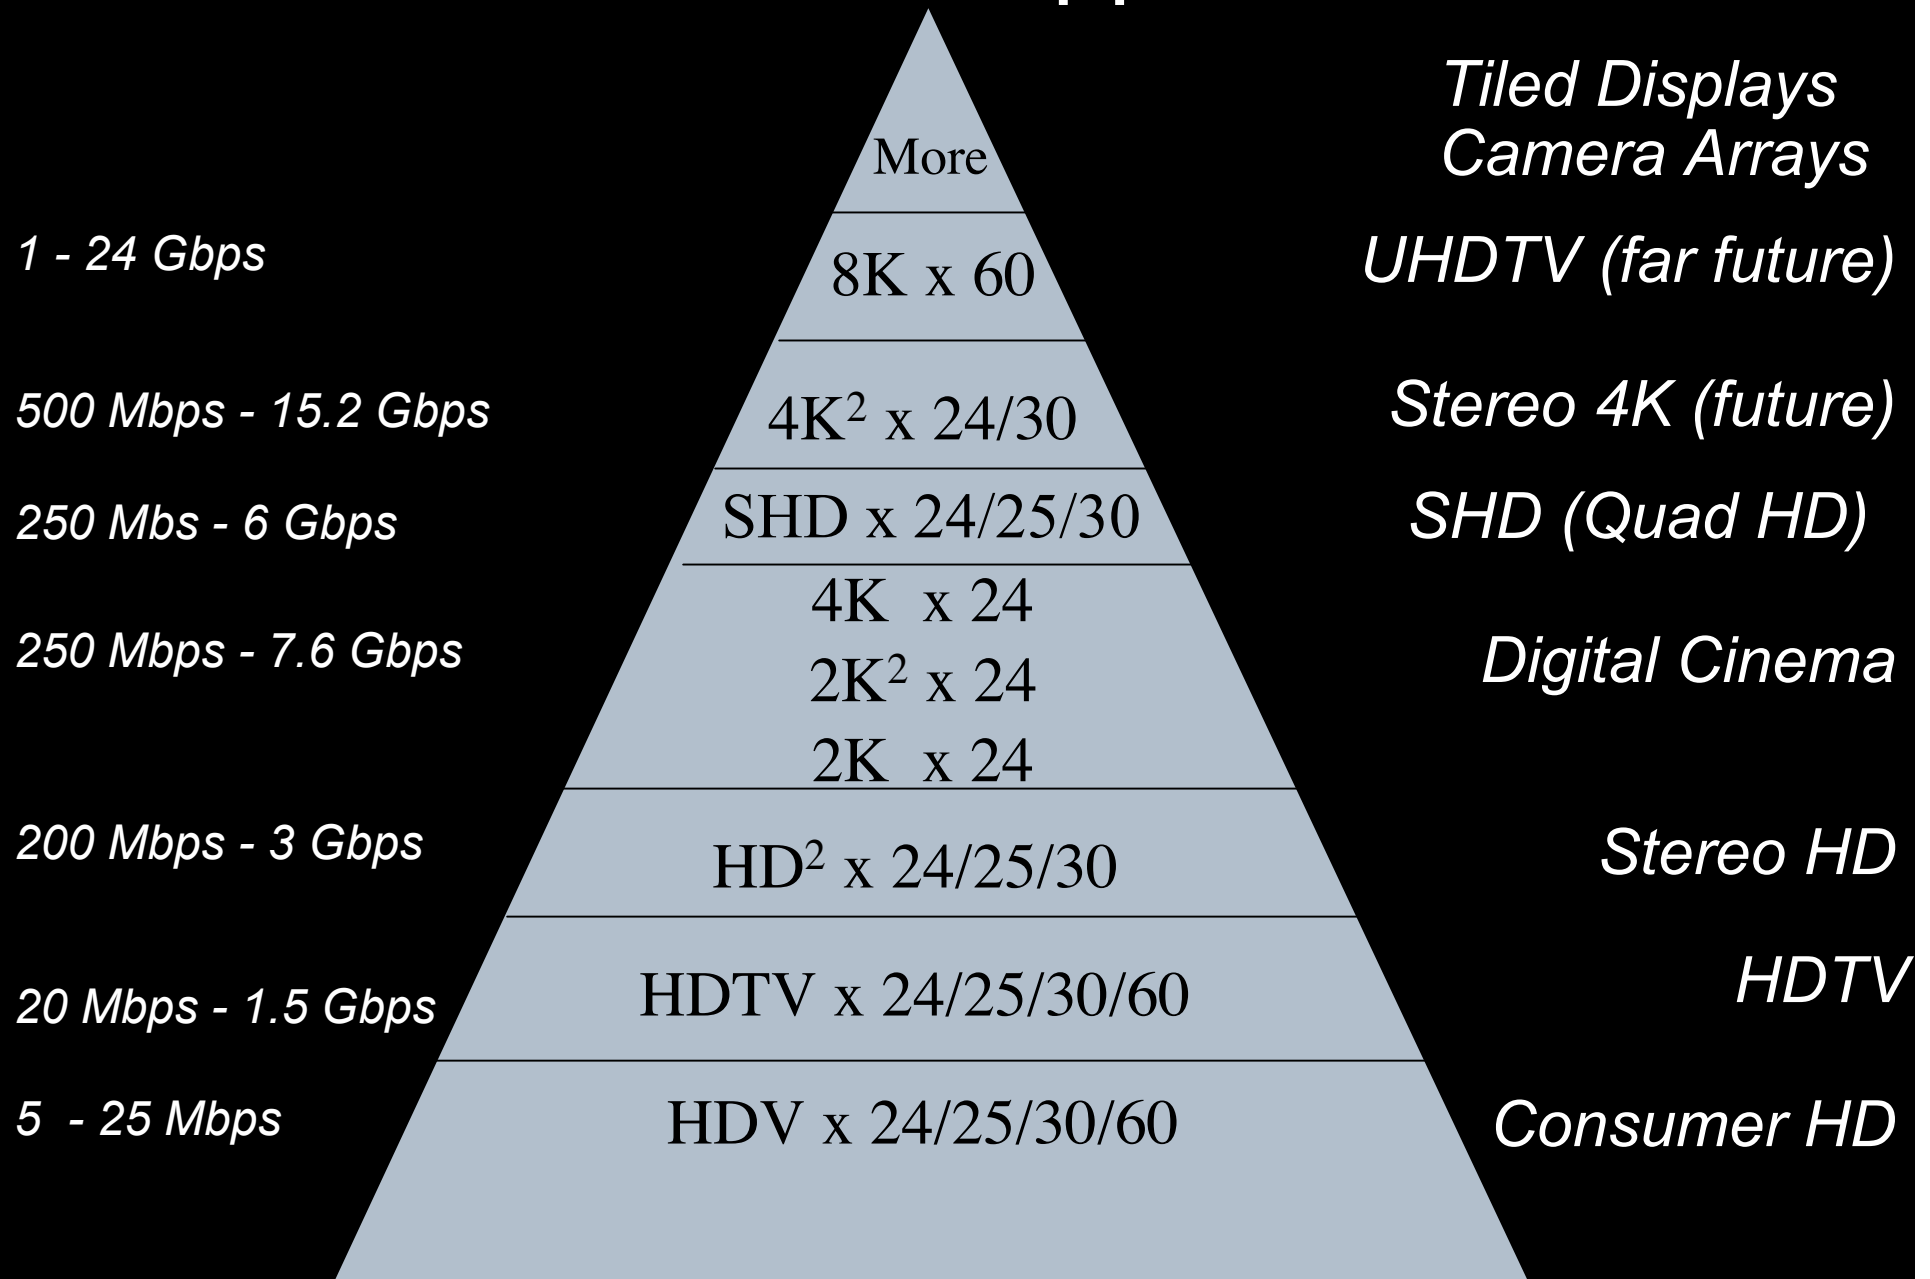 Tiled Displays
Camera Arrays
More
1 - 24 Gbps
8K x 60
UHDTV (far future)
500 Mbps - 15.2 Gbps
4K² x 24/30
Stereo 4K (future)
250 Mbs - 6 Gbps
SHD x 24/25/30
SHD (Quad HD)
4K x 24
250 Mbps - 7.6 Gbps
2K² x 24
Digital Cinema
2K x 24
200 Mbps - 3 Gbps
HD² x 24/25/30
Stereo HD
20 Mbps - 1.5 Gbps
HDTV x 24/25/30/60
HDTV
5 - 25 Mbps
HDV x 24/25/30/60
Consumer HD